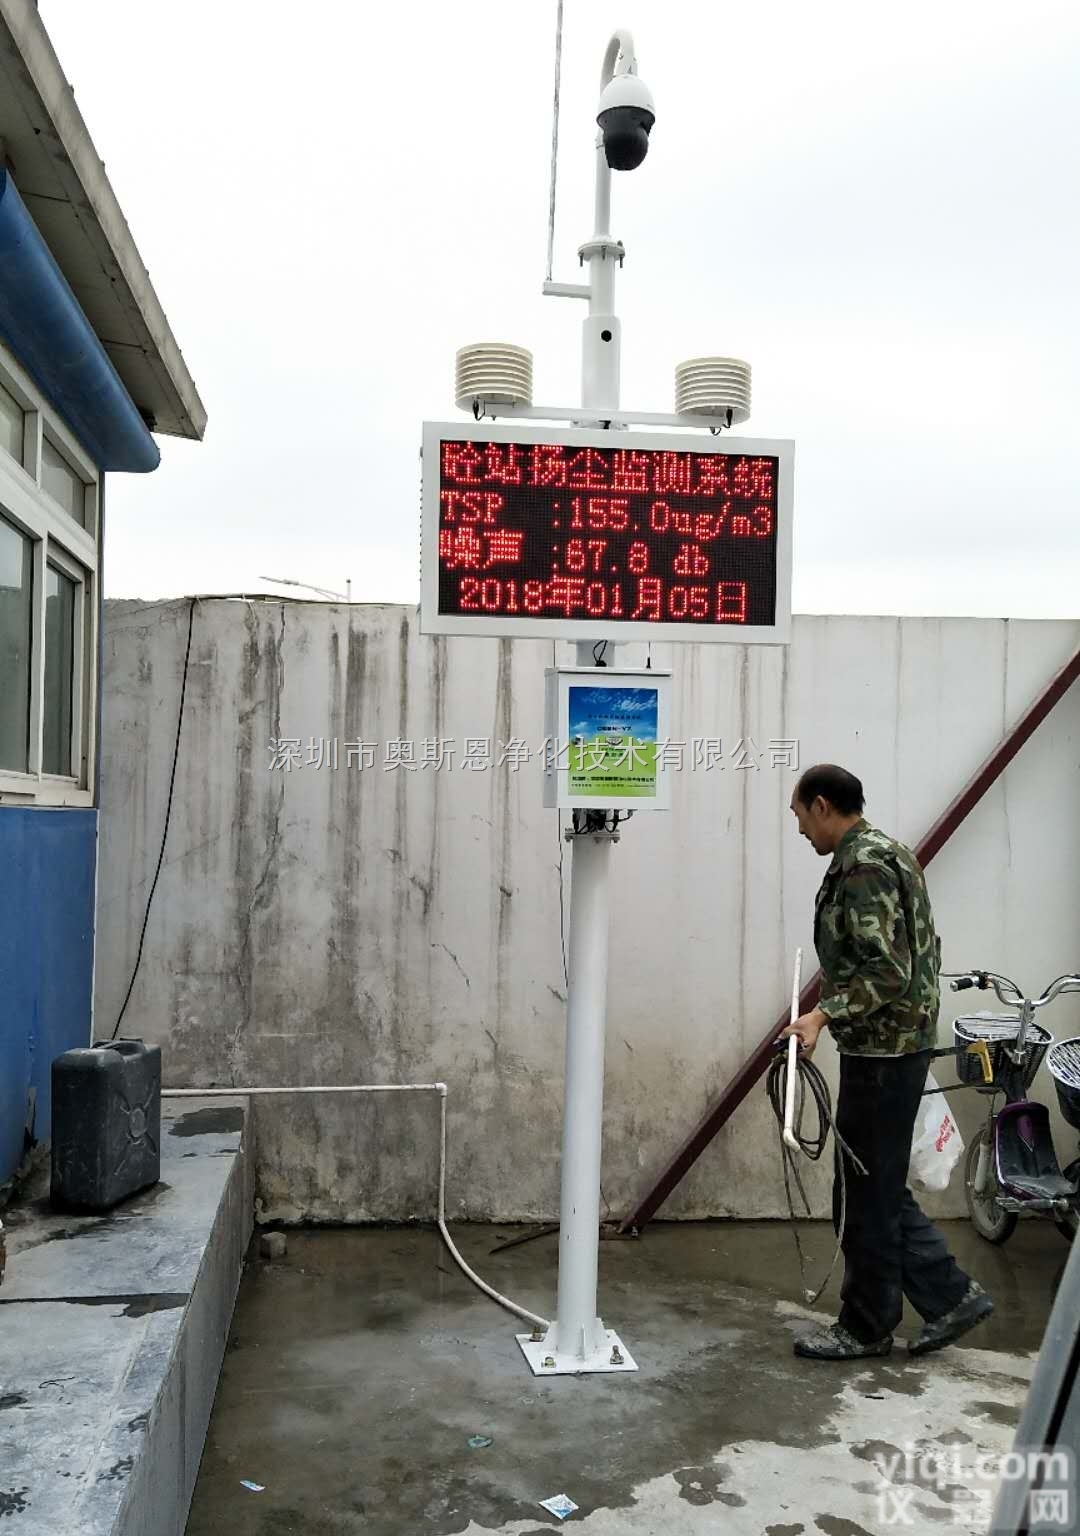 砼站扬尘监测系统
TSP :155.0ug/m3
噪声 :67.8 db
2018年01月05日
深圳市奥斯恩净化技术有限公司
yiqi.com
仪器网